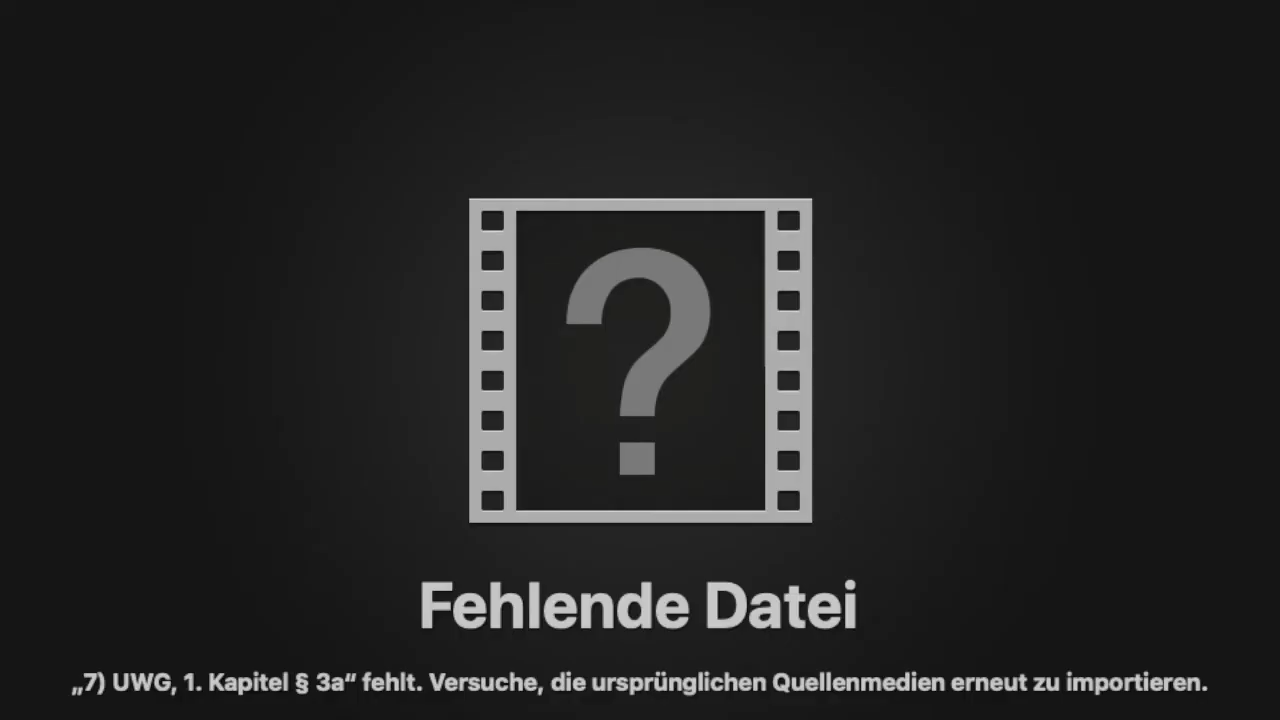 Fehlende Datei
„7) UWG, 1. Kapitel § 3a“ fehlt. Versuche, die ursprünglichen Quellenmedien erneut zu importieren.